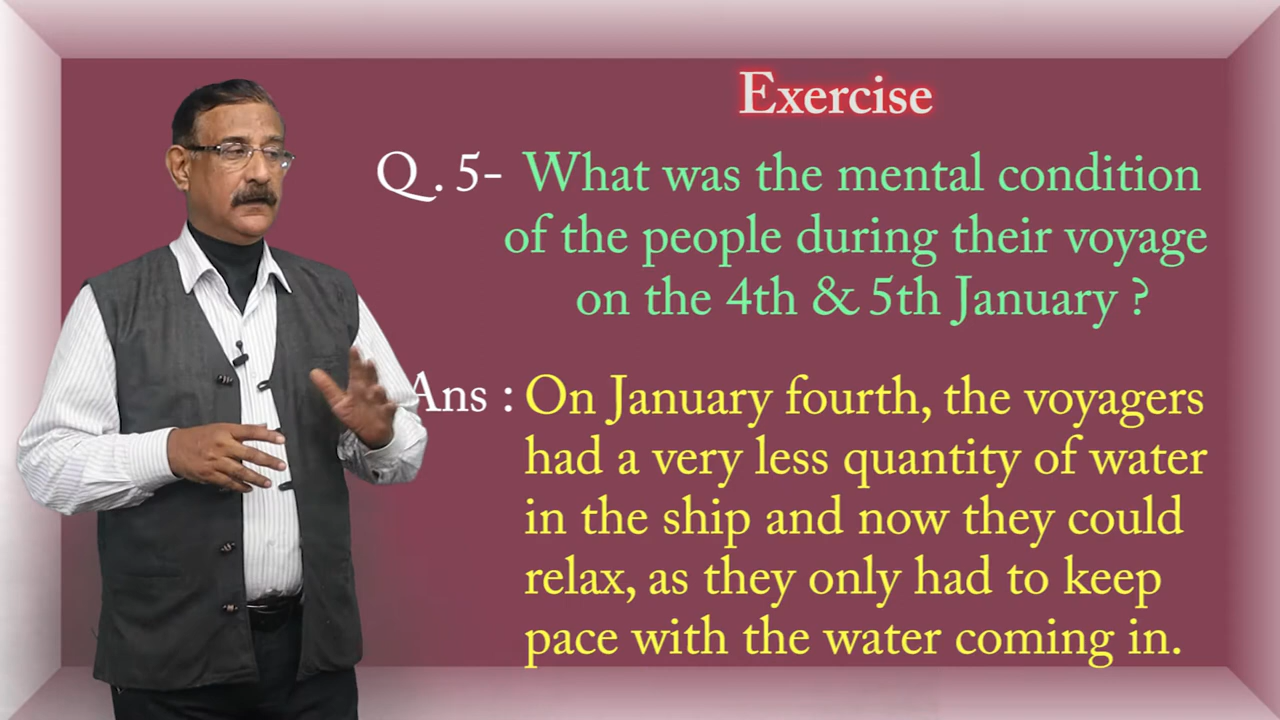 Exercise
Q . 5- What was the mental condition
of the people during their voyage
on the 4th & 5th January ?
Ans : On January fourth, the voyagers
had a very less quantity of water
in the ship and now they could
relax, as they only had to keep
pace with the water coming in.